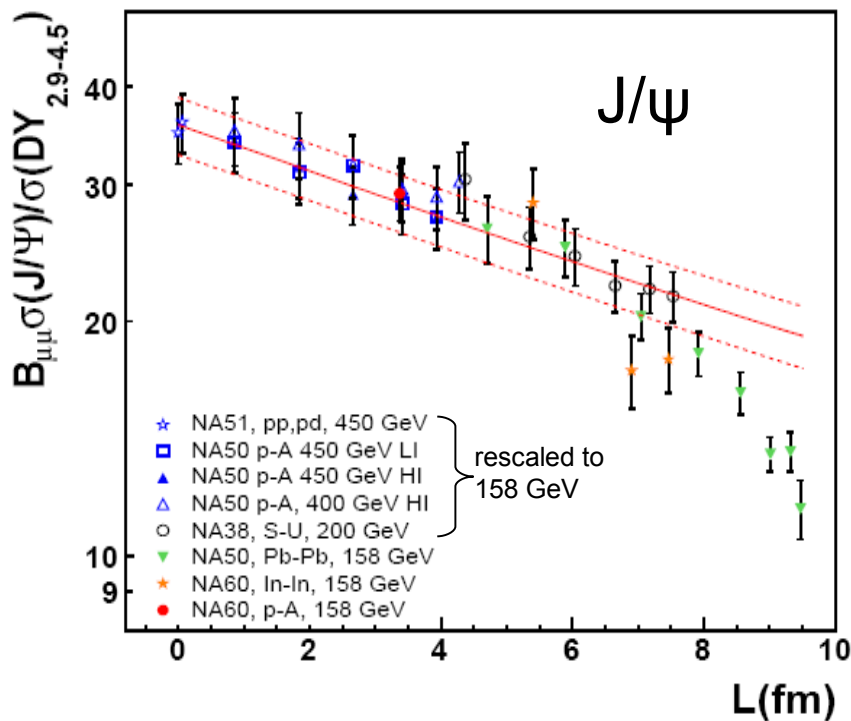 B_μμσ(J/Ψ)/σ(DY_2.9-4.5)
40
30
20
10
9
J/ψ
NA51, pp,pd, 450 GeV
NA50 p-A 450 GeV LI
NA50 p-A 450 GeV HI
NA50 p-A, 400 GeV HI
NA38, S-U, 200 GeV
NA50, Pb-Pb, 158 GeV
NA60, In-In, 158 GeV
NA60, p-A, 158 GeV
rescaled to
158 GeV
0 2 4 6 8 10
L(fm)